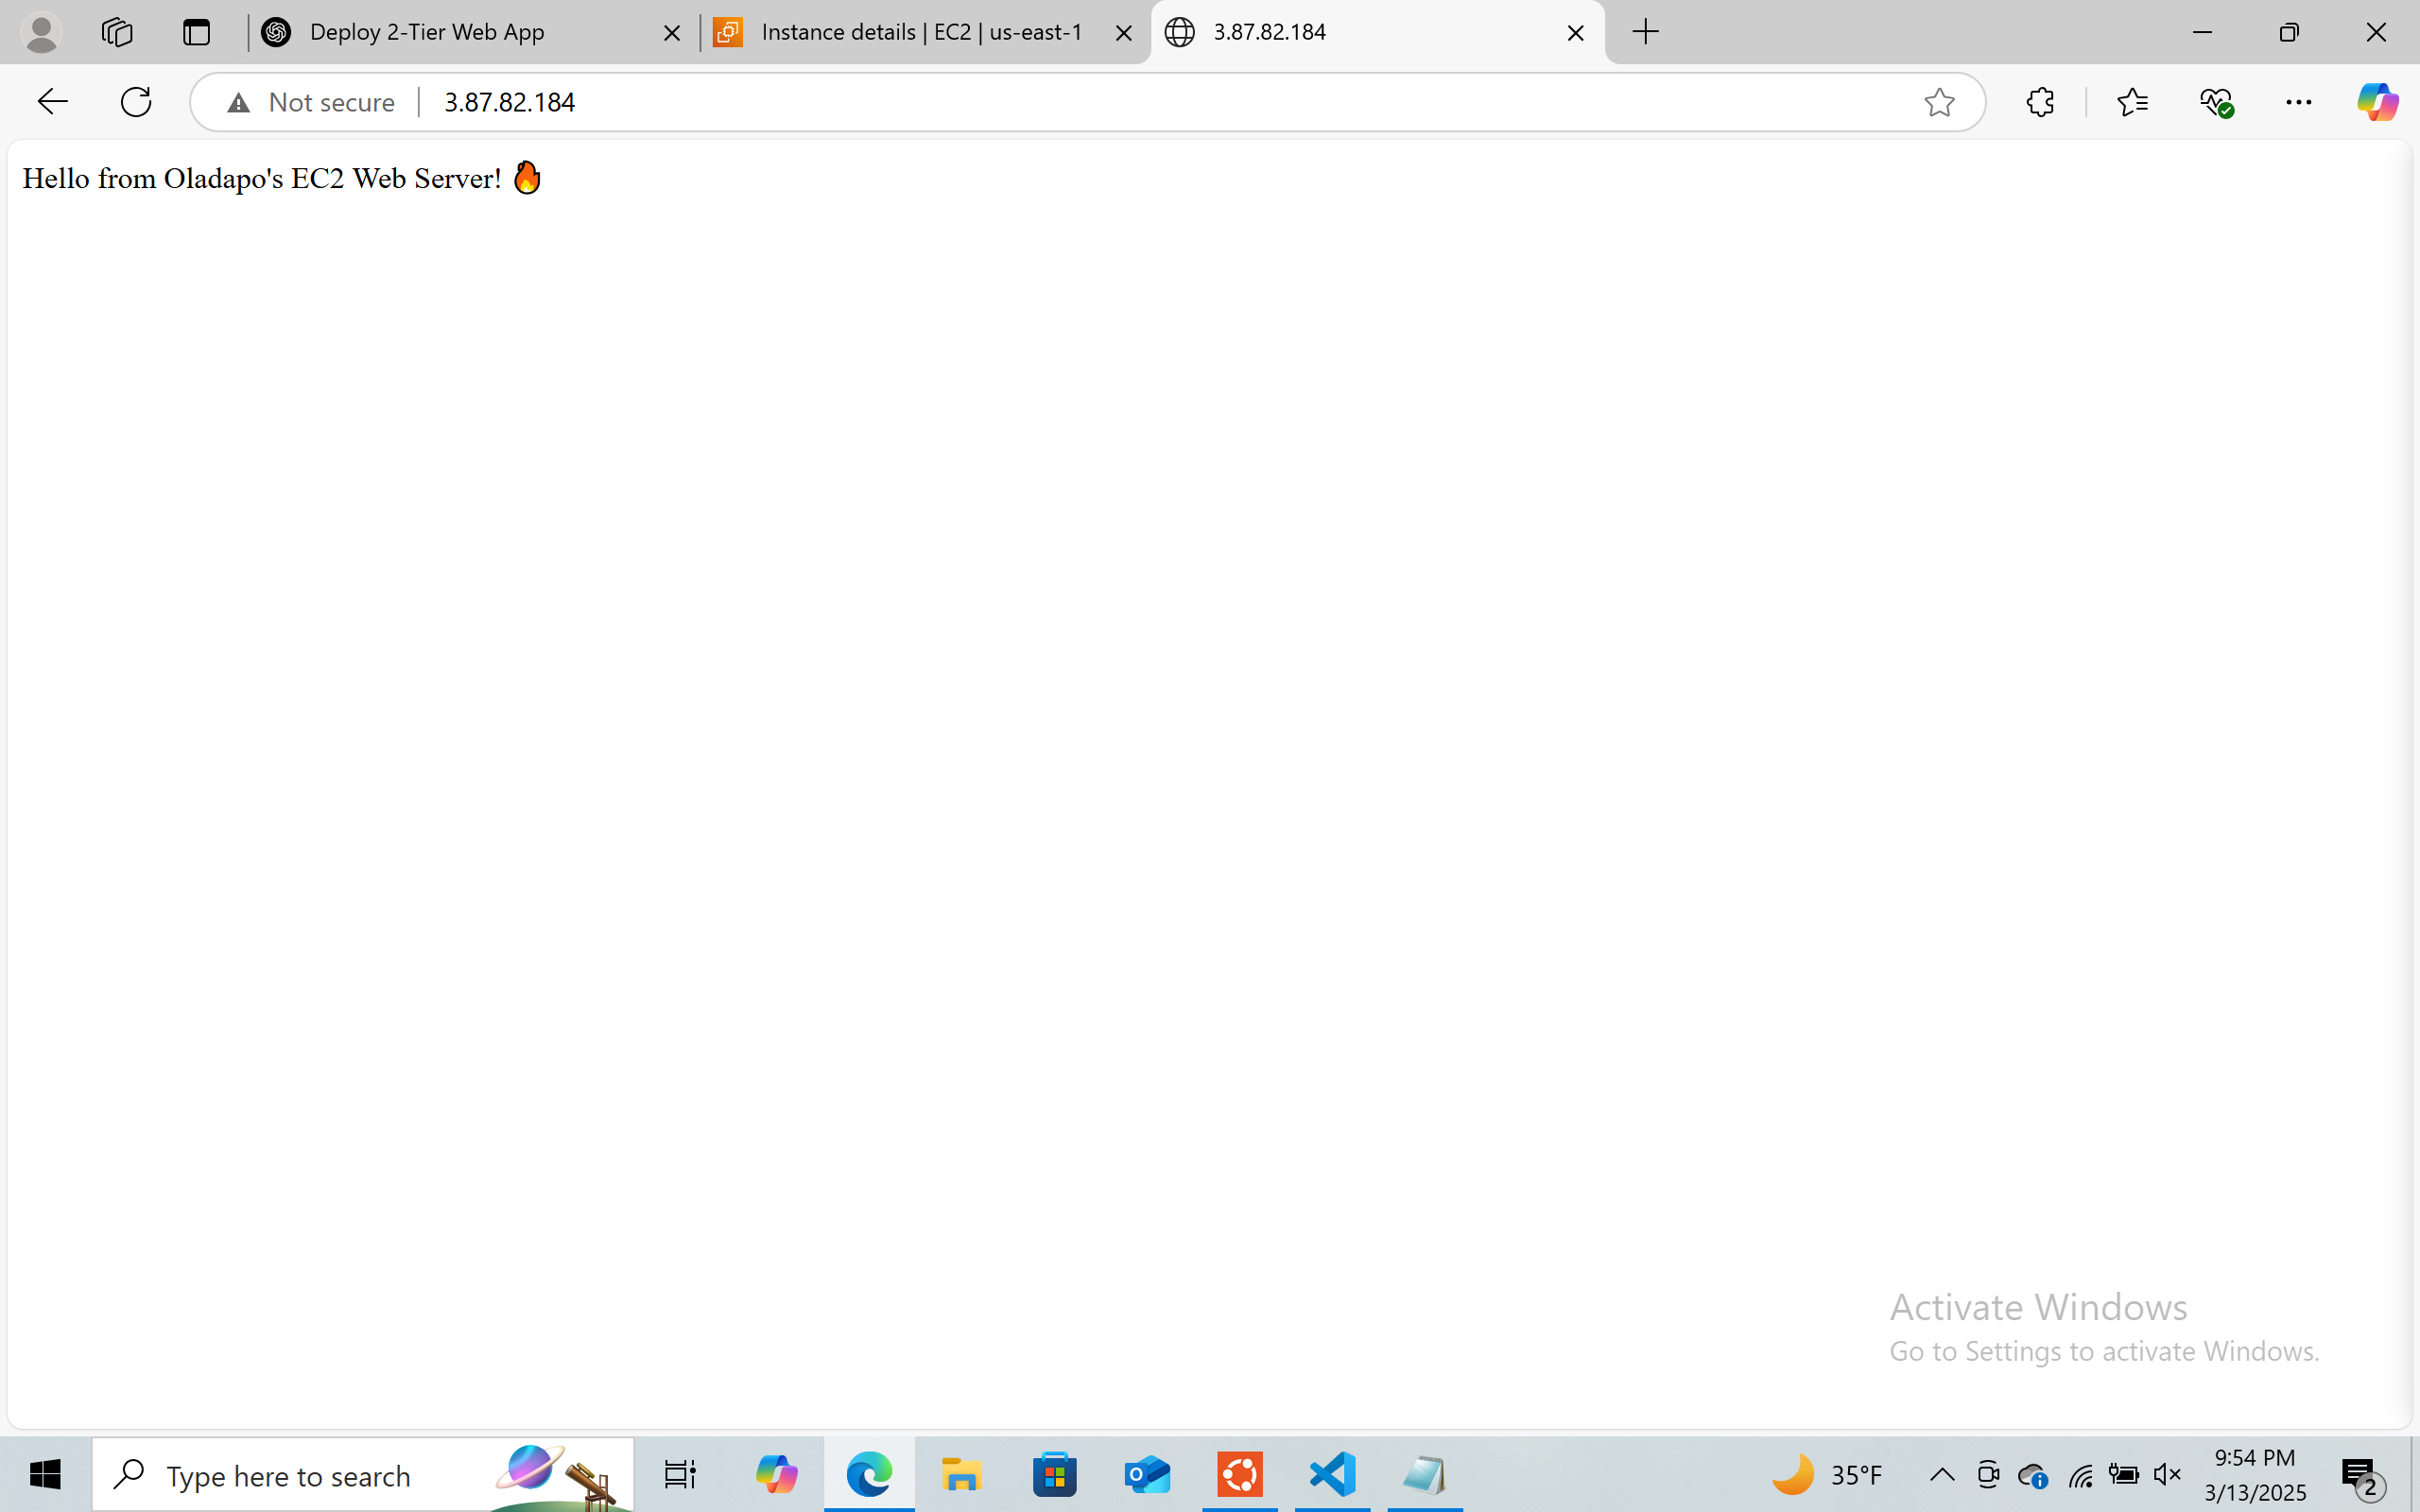 Deploy 2-Tier Web App
Instance details | EC2 | us-east-1
3.87.82.184
Not secure
3.87.82.184
Hello from Oladapo's EC2 Web Server! 🔥
Activate Windows
Go to Settings to activate Windows.
Type here to search
35°F
9:54 PM
3/13/2025
2